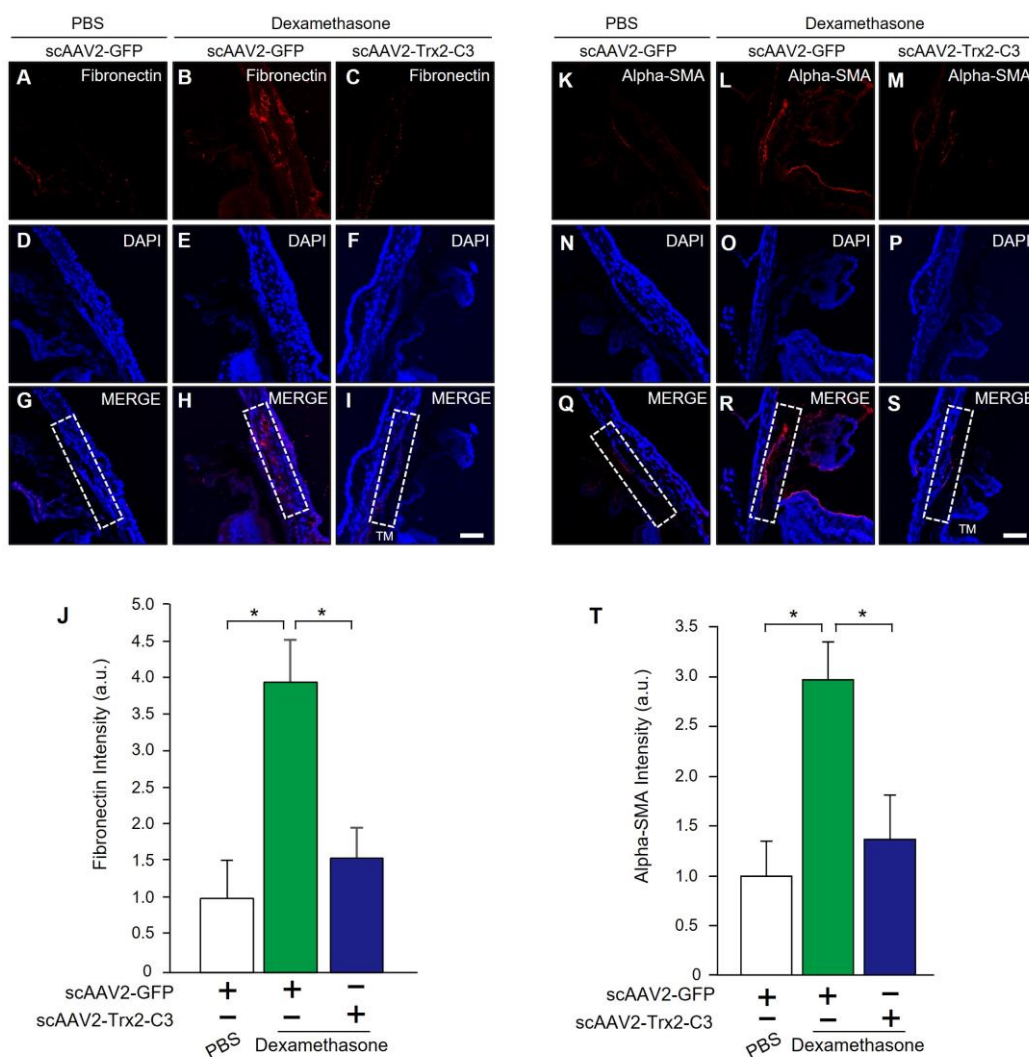 PBS Dexamethasone
scAAV2-GFP scAAV2-GFP scAAV2-Trx2-C3
A Fibronectin B Fibronectin C Fibronectin
D DAPI E DAPI F DAPI
G MERGE H MERGE I MERGE
TM
PBS Dexamethasone
scAAV2-GFP scAAV2-GFP scAAV2-Trx2-C3
K Alpha-SMA L Alpha-SMA M Alpha-SMA
N DAPI O DAPI P DAPI
Q MERGE R MERGE S MERGE
TM
J
Fibronectin Intensity (a.u.)
5.0
4.5
4.0
3.5
3.0
2.5
2.0
1.5
1.0
0.5
0
* *
scAAV2-GFP + + −
scAAV2-Trx2-C3 − − +
PBS Dexamethasone
T
Alpha-SMA Intensity (a.u.)
3.5
3.0
2.5
2.0
1.5
1.0
0.5
0
* *
scAAV2-GFP + + −
scAAV2-Trx2-C3 − − +
PBS Dexamethasone